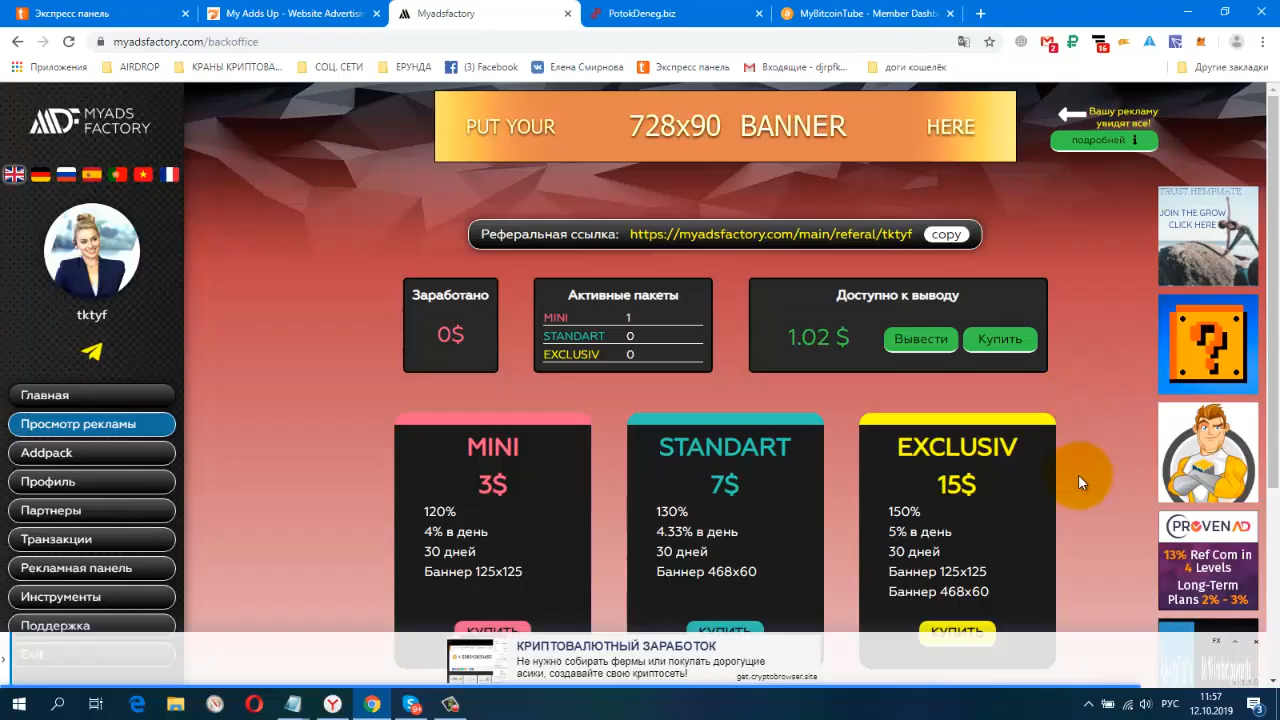 Экспресс панель
My Adds Up - Website Advertisi
Myadsfactory
PotokDeneg.biz
MyBitcoinTube - Member Dashb
myadsfactory.com/backoffice
Приложения
AIRDROP
КРАНЫ КРИПТОВА...
СОЦ. СЕТИ
ЕРУНДА
(3) Facebook
Елена Смирнова
Экспресс панель
Входящие - djrpfk...
доги кошелёк
Другие закладки
MYADS
FACTORY
PUT YOUR 728x90 BANNER HERE
Вашу рекламу
увидят все!
подробней
Реферальная ссылка: https://myadsfactory.com/main/referal/tktyf copy
tktyf
Заработано
0$
Активные пакеты
MINI 1
STANDART 0
EXCLUSIV 0
Доступно к выводу
1.02 $ Вывести Купить
Главная
Просмотр рекламы
Addpack
Профиль
Партнеры
Транзакции
Рекламная панель
Инструменты
Поддержка
Exit
MINI
3$
120%
4% в день
30 дней
Баннер 125x125
КУПИТЬ
STANDART
7$
130%
4.33% в день
30 дней
Баннер 468x60
КУПИТЬ
EXCLUSIV
15$
150%
5% в день
30 дней
Баннер 125x125
Баннер 468x60
КУПИТЬ
TRUST HEMPMATE
JOIN THE GROW
CLICK HERE
PROVEN AD
13% Ref Com in
4 Levels
Long-Term
Plans 2% - 3%
КРИПТОВАЛЮТНЫЙ ЗАРАБОТОК
Не нужно собирать фермы или покупать дорогущие
асики, создавайте свою криптосеть!
get.cryptobrowser.site
FX
РУС
11:57
12.10.2019